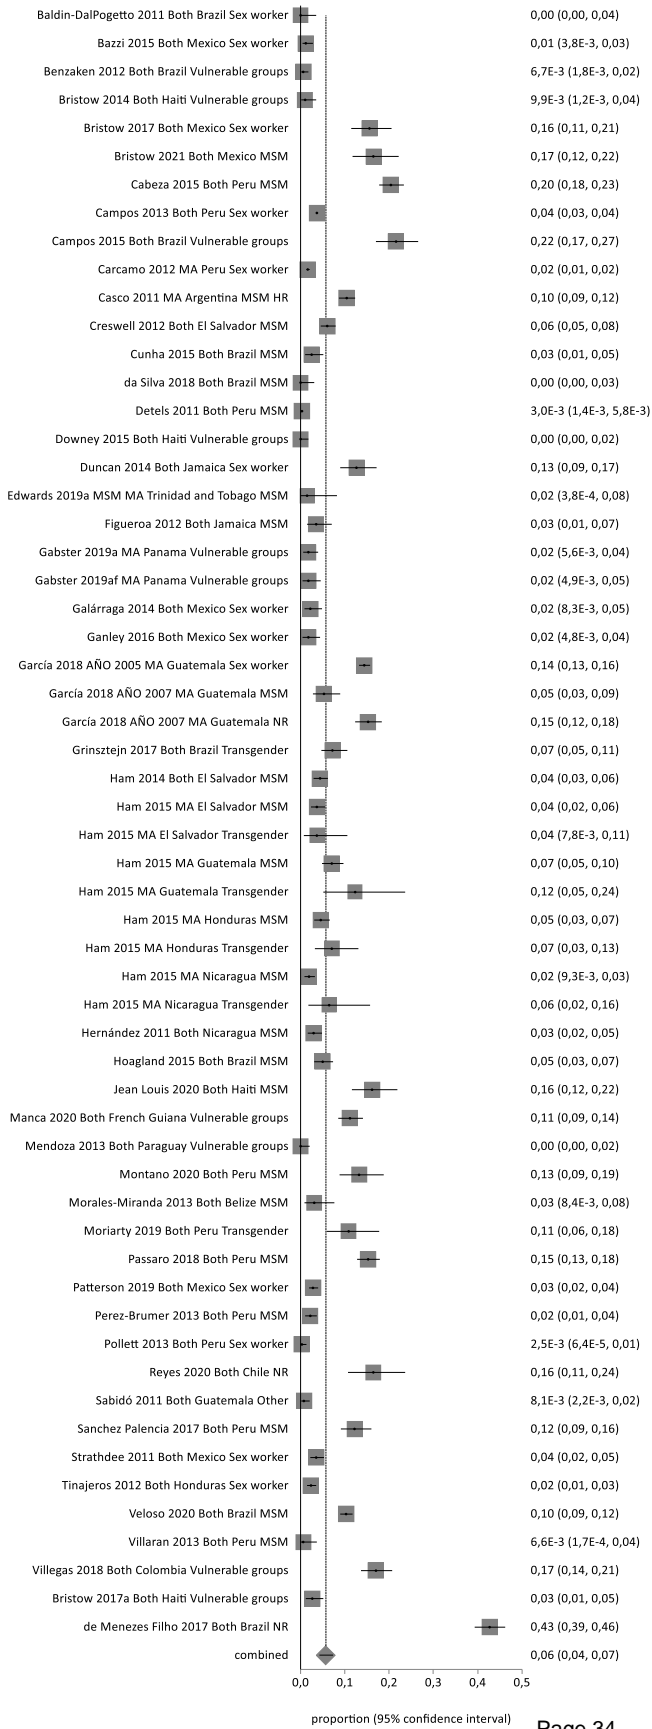 Baldin-DalPogetto 2011 Both Brazil Sex worker 0,00 (0,00, 0,04)
Bazzi 2015 Both Mexico Sex worker 0,01 (3,8E-3, 0,03)
Benzaken 2012 Both Brazil Vulnerable groups 6,7E-3 (1,8E-3, 0,02)
Bristow 2014 Both Haiti Vulnerable groups 9,9E-3 (1,2E-3, 0,04)
Bristow 2017 Both Mexico Sex worker 0,16 (0,11, 0,21)
Bristow 2021 Both Mexico MSM 0,17 (0,12, 0,22)
Cabeza 2015 Both Peru MSM 0,20 (0,18, 0,23)
Campos 2013 Both Peru Sex worker 0,04 (0,03, 0,04)
Campos 2015 Both Brazil Vulnerable groups 0,22 (0,17, 0,27)
Carcamo 2012 MA Peru Sex worker 0,02 (0,01, 0,02)
Casco 2011 MA Argentina MSM HR 0,10 (0,09, 0,12)
Creswell 2012 Both El Salvador MSM 0,06 (0,05, 0,08)
Cunha 2015 Both Brazil MSM 0,03 (0,01, 0,05)
da Silva 2018 Both Brazil MSM 0,00 (0,00, 0,03)
Detels 2011 Both Peru MSM 3,0E-3 (1,4E-3, 5,8E-3)
Downey 2015 Both Haiti Vulnerable groups 0,00 (0,00, 0,02)
Duncan 2014 Both Jamaica Sex worker 0,13 (0,09, 0,17)
Edwards 2019a MSM MA Trinidad and Tobago MSM 0,02 (3,8E-4, 0,08)
Figueroa 2012 Both Jamaica MSM 0,03 (0,01, 0,07)
Gabster 2019a MA Panama Vulnerable groups 0,02 (5,6E-3, 0,04)
Gabster 2019af MA Panama Vulnerable groups 0,02 (4,9E-3, 0,05)
Galárraga 2014 Both Mexico Sex worker 0,02 (8,3E-3, 0,05)
Ganley 2016 Both Mexico Sex worker 0,02 (4,8E-3, 0,04)
García 2018 AÑO 2005 MA Guatemala Sex worker 0,14 (0,13, 0,16)
García 2018 AÑO 2007 MA Guatemala MSM 0,05 (0,03, 0,09)
García 2018 AÑO 2007 MA Guatemala NR 0,15 (0,12, 0,18)
Grinsztejn 2017 Both Brazil Transgender 0,07 (0,05, 0,11)
Ham 2014 Both El Salvador MSM 0,04 (0,03, 0,06)
Ham 2015 MA El Salvador MSM 0,04 (0,02, 0,06)
Ham 2015 MA El Salvador Transgender 0,04 (7,8E-3, 0,11)
Ham 2015 MA Guatemala MSM 0,07 (0,05, 0,10)
Ham 2015 MA Guatemala Transgender 0,12 (0,05, 0,24)
Ham 2015 MA Honduras MSM 0,05 (0,03, 0,07)
Ham 2015 MA Honduras Transgender 0,07 (0,03, 0,13)
Ham 2015 MA Nicaragua MSM 0,02 (9,3E-3, 0,03)
Ham 2015 MA Nicaragua Transgender 0,06 (0,02, 0,16)
Hernández 2011 Both Nicaragua MSM 0,03 (0,02, 0,05)
Hoagland 2015 Both Brazil MSM 0,05 (0,03, 0,07)
Jean Louis 2020 Both Haiti MSM 0,16 (0,12, 0,22)
Manca 2020 Both French Guiana Vulnerable groups 0,11 (0,09, 0,14)
Mendoza 2013 Both Paraguay Vulnerable groups 0,00 (0,00, 0,02)
Montano 2020 Both Peru MSM 0,13 (0,09, 0,19)
Morales-Miranda 2013 Both Belize MSM 0,03 (8,4E-3, 0,08)
Moriarty 2019 Both Peru Transgender 0,11 (0,06, 0,18)
Passaro 2018 Both Peru MSM 0,15 (0,13, 0,18)
Patterson 2019 Both Mexico Sex worker 0,03 (0,02, 0,04)
Perez-Brumer 2013 Both Peru MSM 0,02 (0,01, 0,04)
Pollett 2013 Both Peru Sex worker 2,5E-3 (6,4E-5, 0,01)
Reyes 2020 Both Chile NR 0,16 (0,11, 0,24)
Sabidó 2011 Both Guatemala Other 8,1E-3 (2,2E-3, 0,02)
Sanchez Palencia 2017 Both Peru MSM 0,12 (0,09, 0,16)
Strathdee 2011 Both Mexico Sex worker 0,04 (0,02, 0,05)
Tinajeros 2012 Both Honduras Sex worker 0,02 (0,01, 0,03)
Veloso 2020 Both Brazil MSM 0,10 (0,09, 0,12)
Villaran 2013 Both Peru MSM 6,6E-3 (1,7E-4, 0,04)
Villegas 2018 Both Colombia Vulnerable groups 0,17 (0,14, 0,21)
Bristow 2017a Both Haiti Vulnerable groups 0,03 (0,01, 0,05)
de Menezes Filho 2017 Both Brazil NR 0,43 (0,39, 0,46)
combined 0,06 (0,04, 0,07)
0,0 0,1 0,2 0,3 0,4 0,5
proportion (95% confidence interval)
Page 34